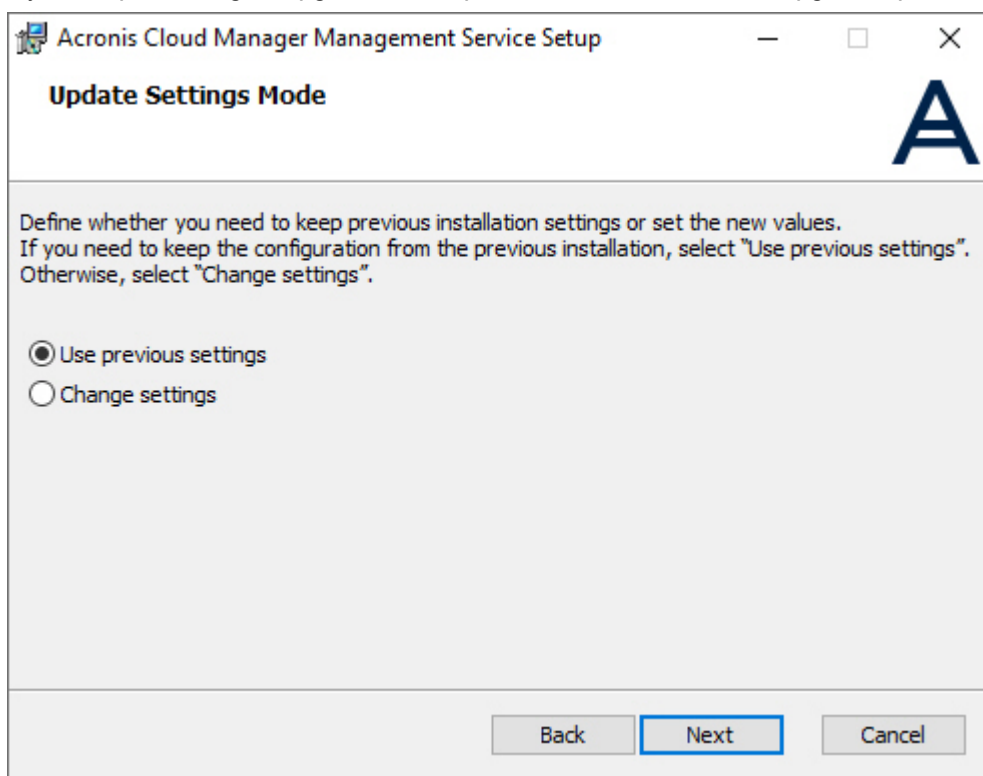 Acronis Cloud Manager Management Service Setup
Update Settings Mode
Define whether you need to keep previous installation settings or set the new values.
If you need to keep the configuration from the previous installation, select "Use previous settings".
Otherwise, select "Change settings".
Use previous settings
Change settings
Back Next Cancel